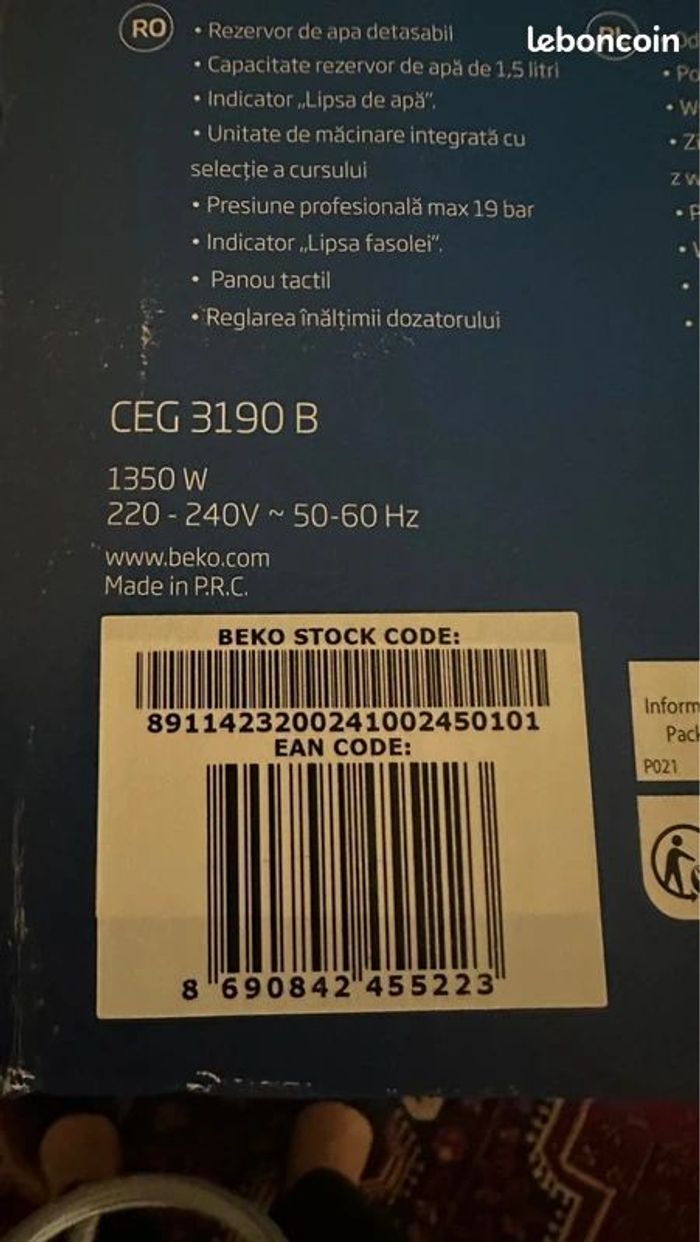 RO
• Rezervor de apa detasabil
• Capacitate rezervor de apă de 1,5 litri
• Indicator „Lipsa de apă”.
• Unitate de măcinare integrată cu
selecție a cursului
• Presiune profesională max 19 bar
• Indicator „Lipsa fasolei”.
• Panou tactil
• Reglarea înălțimii dozatorului
leboncoin
CEG 3190 B
1350 W
220 - 240V ~ 50-60 Hz
www.beko.com
Made in P.R.C.
BEKO STOCK CODE:
8911423200241002450101
EAN CODE:
8 690842 455223
Inform
Pack
P021